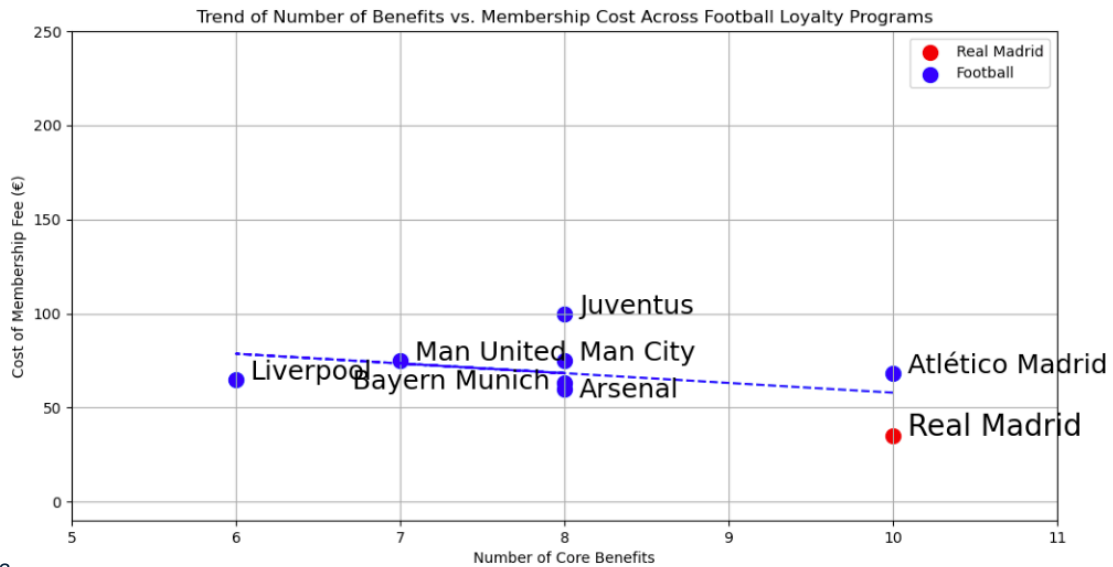 Trend of Number of Benefits vs. Membership Cost Across Football Loyalty Programs
250
200
150
100
50
0
Cost of Membership Fee (€)
Real Madrid
Football
Juventus
Man United
Man City
Liverpool
Bayern Munich
Arsenal
Atlético Madrid
Real Madrid
5
6
7
8
9
10
11
Number of Core Benefits